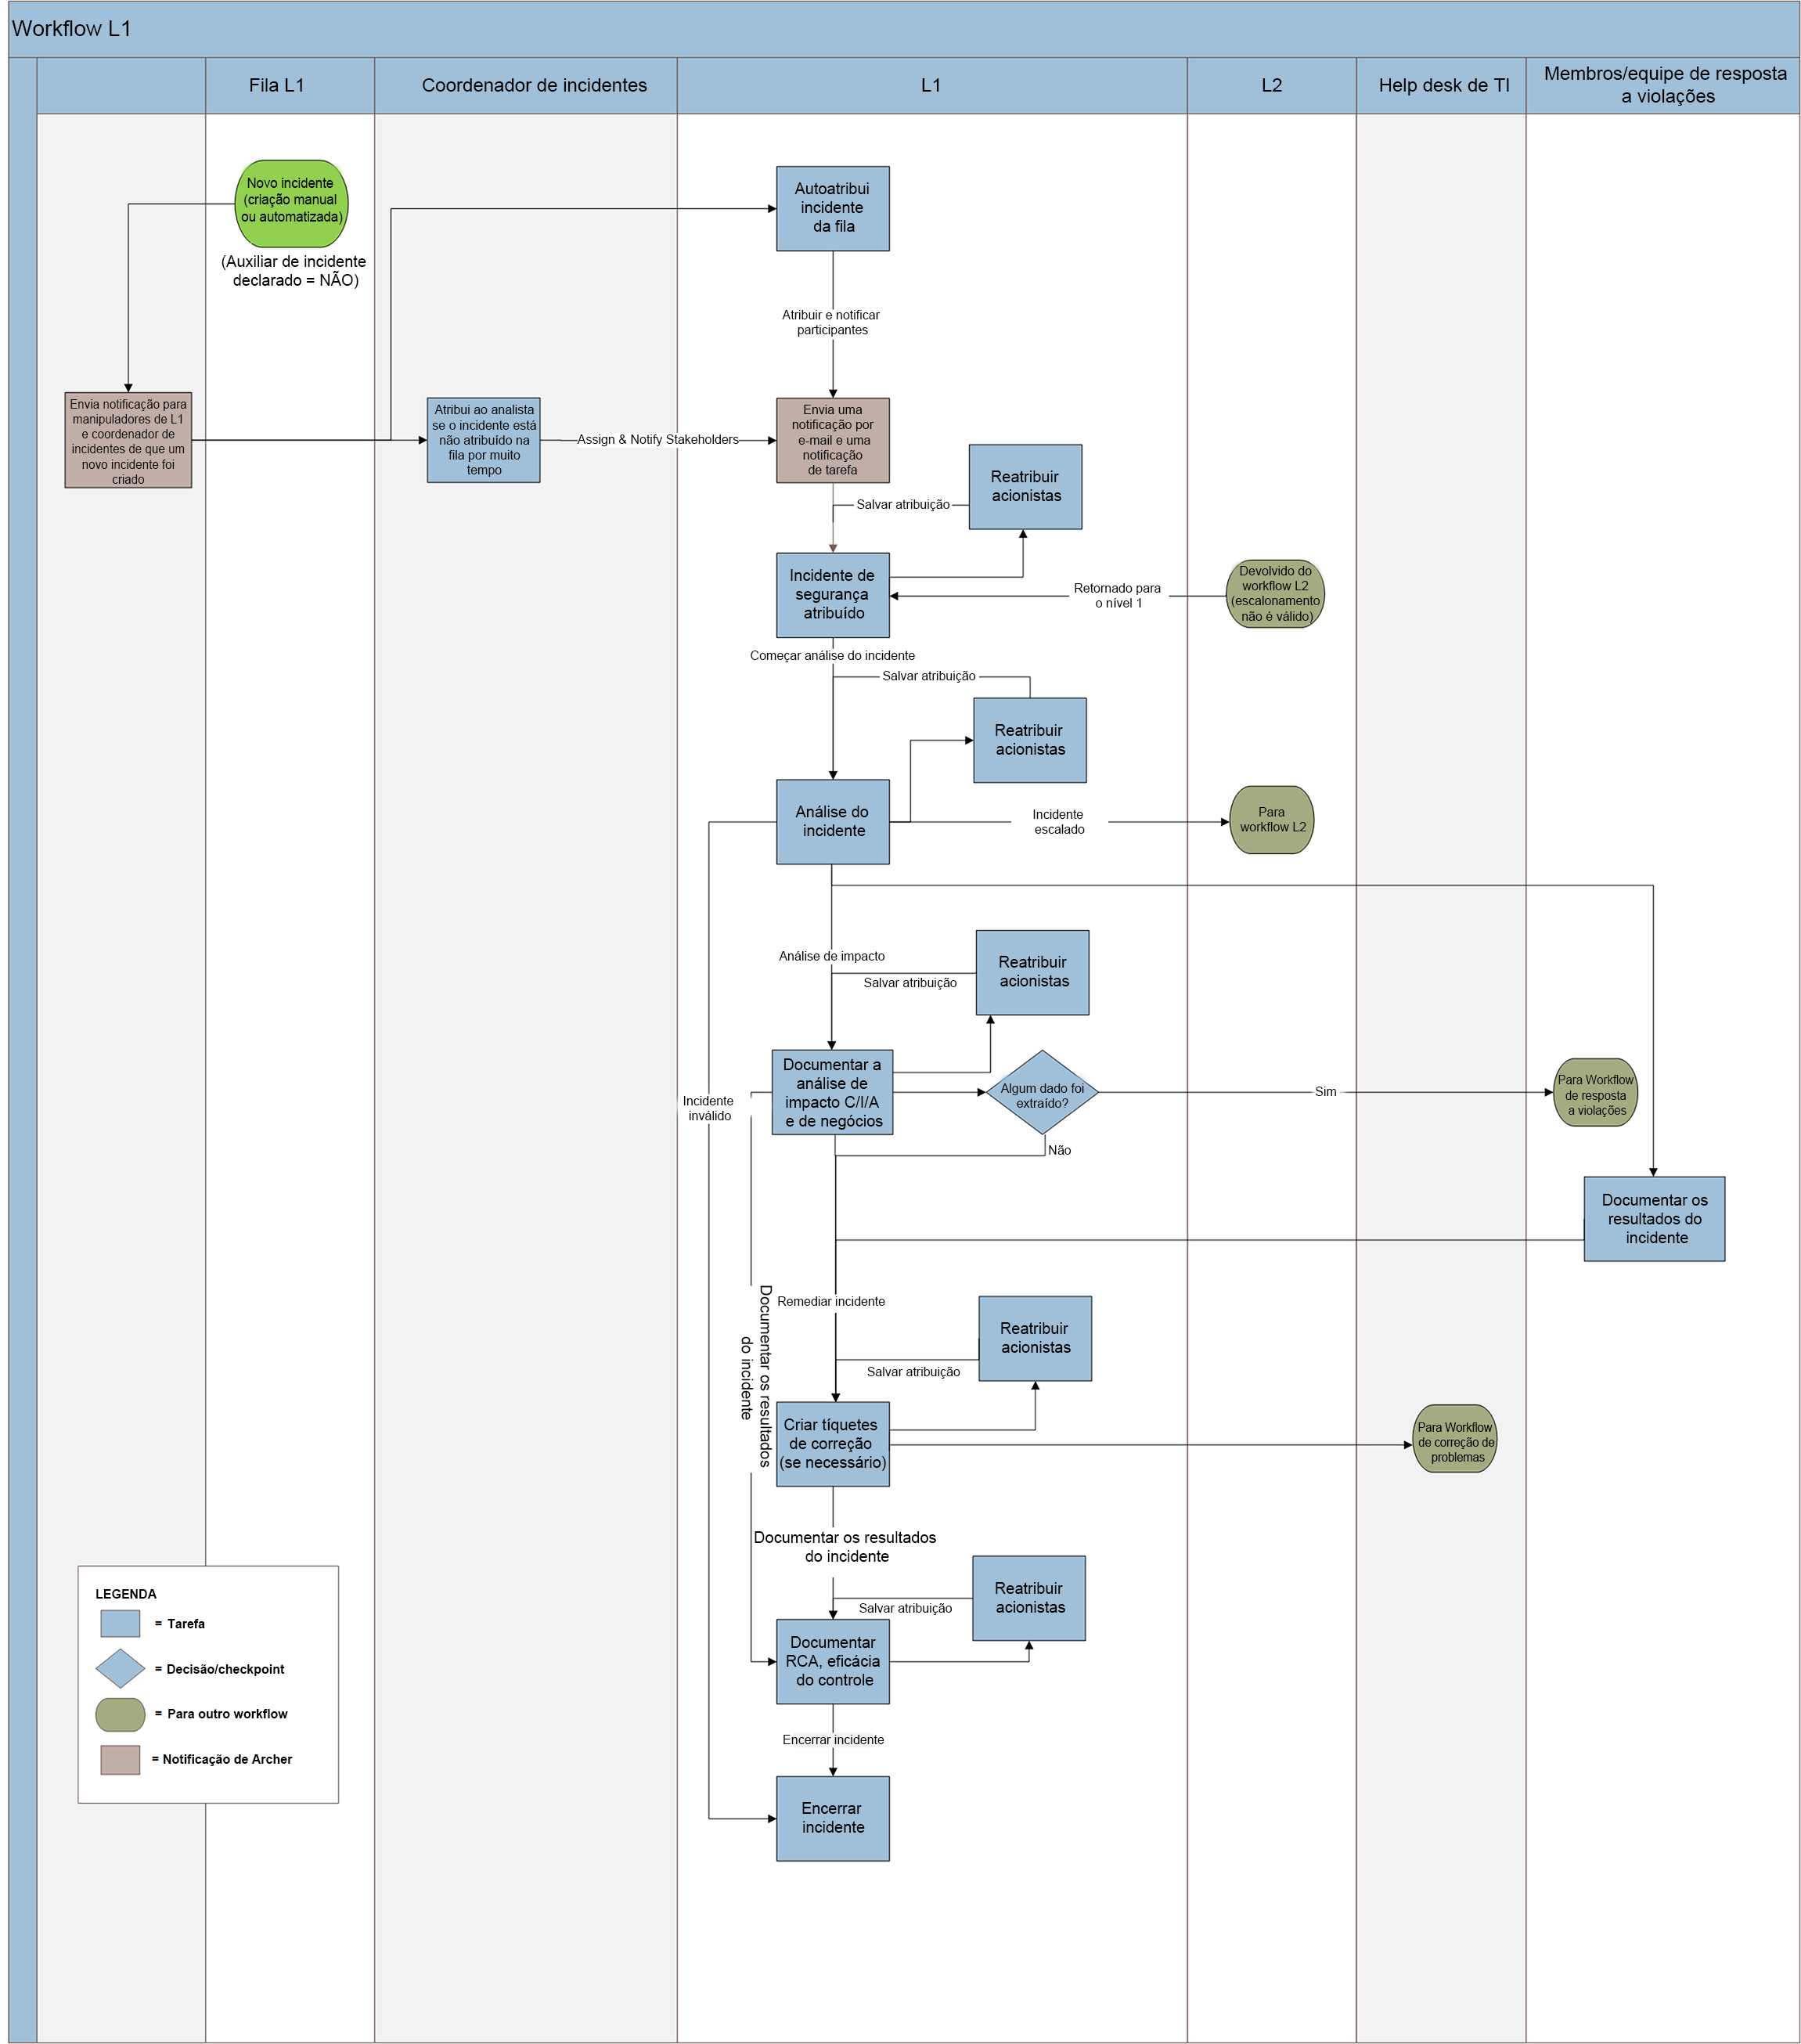 Workflow L1
Fila L1
Coordenador de incidentes
L1
L2
Help desk de TI
Membros/equipe de resposta
a violações
Novo incidente
(criação manual
ou automatizada)
(Auxiliar de incidente
declarado = NÃO)
Autoatribui
incidente
da fila
Atribuir e notificar
participantes
Envia notificação para
manipuladores de L1
e coordenador de
incidentes de que um
novo incidente foi
criado
Atribui ao analista
se o incidente está
não atribuído na
fila por muito
tempo
Assign & Notify Stakeholders
Envia uma
notificação por
e-mail e uma
notificação
de tarefa
Reatribuir
acionistas
Salvar atribuição
Incidente de
segurança
atribuído
Retornado para
o nível 1
Devolvido do
workflow L2
(escalonamento
não é válido)
Começar análise do incidente
Salvar atribuição
Reatribuir
acionistas
Análise do
incidente
Incidente
escalado
Para
workflow L2
Análise de impacto
Reatribuir
acionistas
Salvar atribuição
Documentar a
análise de
impacto C/I/A
e de negócios
Algum dado foi
extraído?
Sim
Para Workflow
de resposta
a violações
Incidente
inválido
Não
Documentar os
resultados do
incidente
Documentar os resultados
do incidente
Remediar incidente
Reatribuir
acionistas
Salvar atribuição
Criar tíquetes
de correção
(se necessário)
Para Workflow
de correção de
problemas
Documentar os resultados
do incidente
Reatribuir
acionistas
Salvar atribuição
Documentar
RCA, eficácia
do controle
Encerrar incidente
Encerrar
incidente
LEGENDA
= Tarefa
= Decisão/checkpoint
= Para outro workflow
= Notificação de Archer